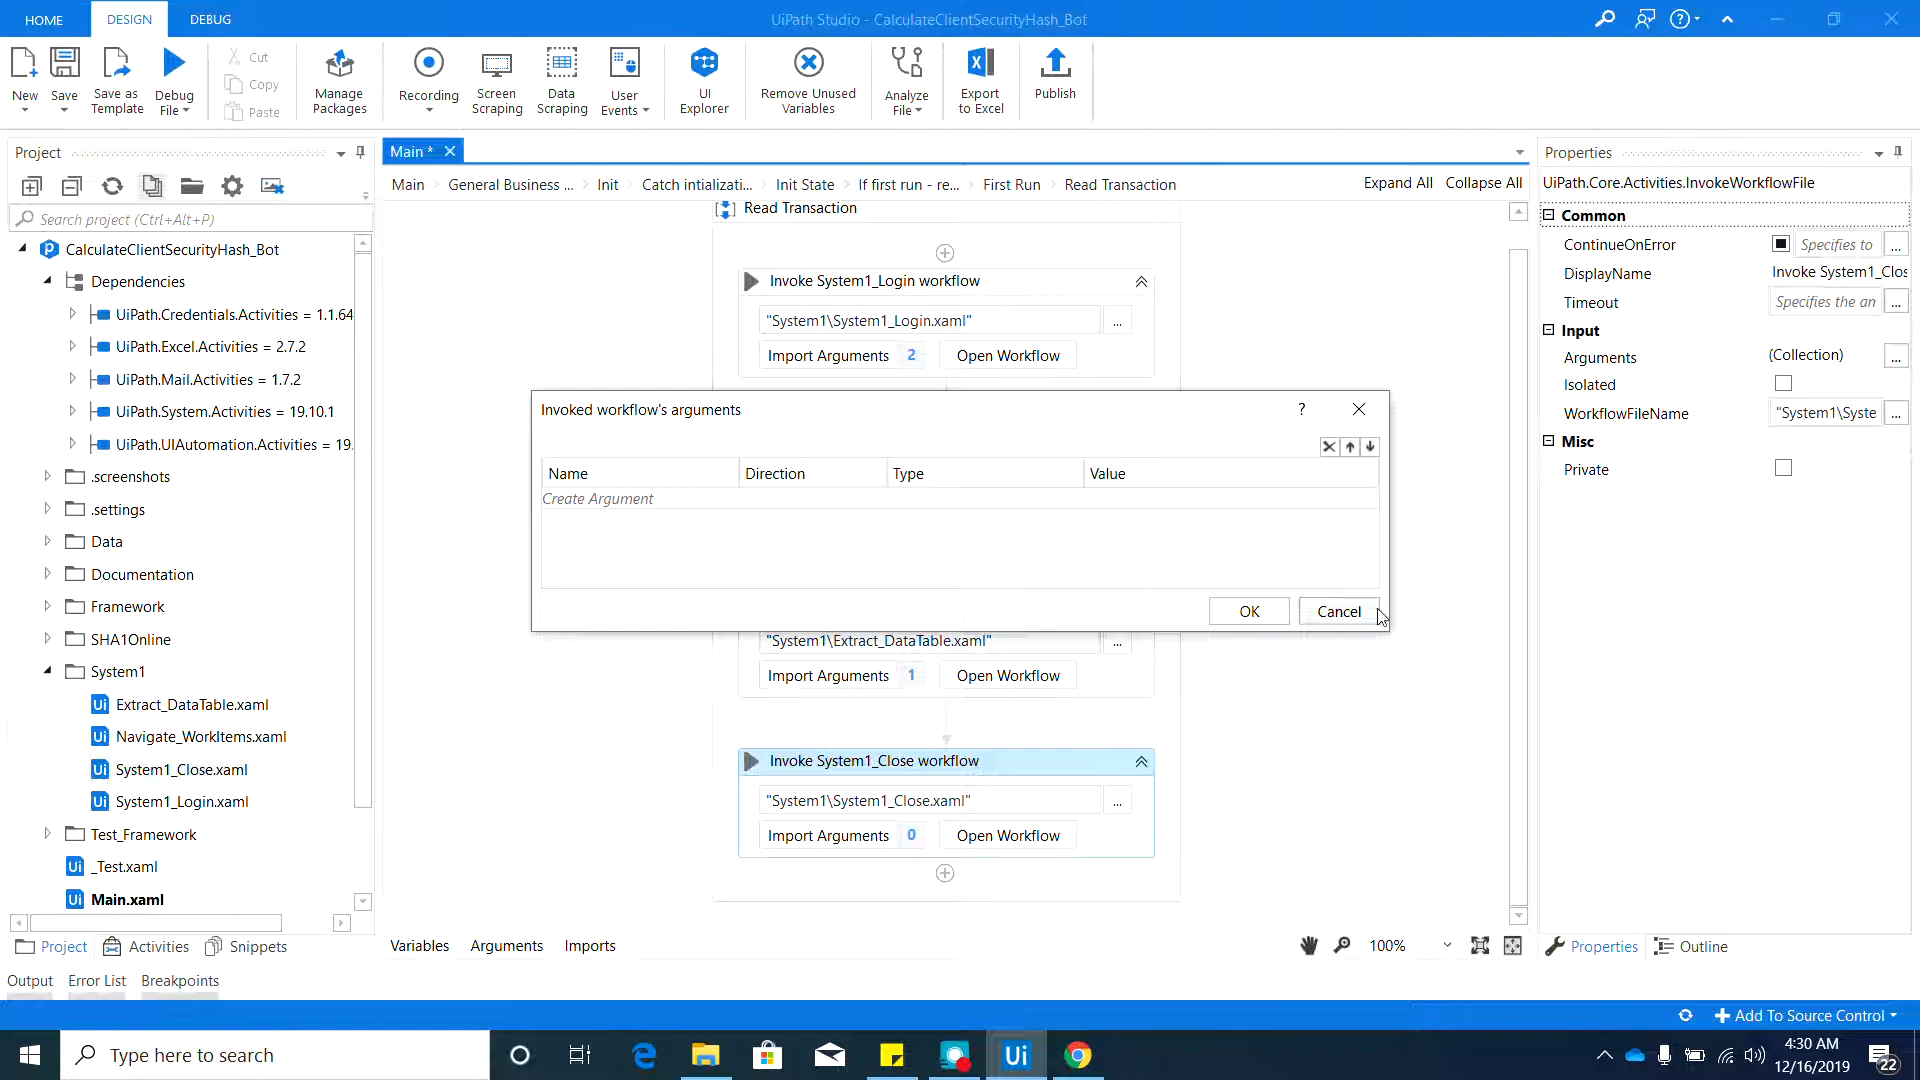 HOME
DESIGN
DEBUG
UiPath Studio - CalculateClientSecurityHash_Bot
New
Save
Save as
Template
Debug
File
Cut
Copy
Paste
Manage
Packages
Recording
Screen
Scraping
Data
Scraping
User
Events
UI
Explorer
Remove Unused
Variables
Analyze
File
Export
to Excel
Publish
Project
Search project (Ctrl+Alt+P)
CalculateClientSecurityHash_Bot
Dependencies
UiPath.Credentials.Activities = 1.1.64
UiPath.Excel.Activities = 2.7.2
UiPath.Mail.Activities = 1.7.2
UiPath.System.Activities = 19.10.1
UiPath.UIAutomation.Activities = 19.
.screenshots
.settings
Data
Documentation
Framework
SHA1Online
System1
Extract_DataTable.xaml
Navigate_WorkItems.xaml
System1_Close.xaml
System1_Login.xaml
Test_Framework
_Test.xaml
Main.xaml
Project
Activities
Snippets
Output
Error List
Breakpoints
Main *
Main
General Business ...
Init
Catch intializati...
Init State
If first run - re...
First Run
Read Transaction
Expand All
Collapse All
Read Transaction
Invoke System1_Login workflow
"System1\System1_Login.xaml"
...
Import Arguments 2
Open Workflow
Invoked workflow's arguments
?
Name
Direction
Type
Value
Create Argument
OK
Cancel
"System1\Extract_DataTable.xaml"
...
Import Arguments 1
Open Workflow
Invoke System1_Close workflow
"System1\System1_Close.xaml"
...
Import Arguments 0
Open Workflow
Variables
Arguments
Imports
100%
Properties
UiPath.Core.Activities.InvokeWorkflowFile
Common
ContinueOnError
Specifies to
...
DisplayName
Invoke System1_Clos
Timeout
Specifies the an
...
Input
Arguments
(Collection)
...
Isolated
WorkflowFileName
"System1\Syste
...
Misc
Private
Properties
Outline
Add To Source Control
Type here to search
Ui
4:30 AM
12/16/2019
22